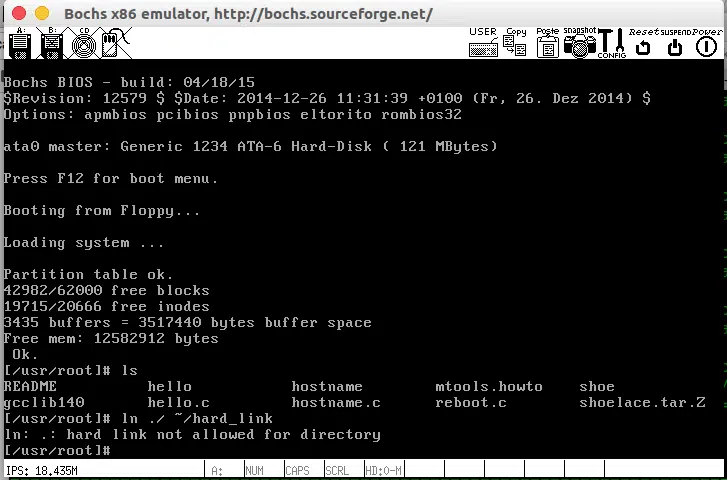 Bochs x86 emulator, http://bochs.sourceforge.net/
A: B: CD USER Copy Paste snapshot CONFIG Reset SUSPEND Power
Bochs BIOS - build: 04/18/15
$Revision: 12579 $ $Date: 2014-12-26 11:31:39 +0100 (Fr, 26. Dez 2014) $
Options: apmbios pcibios pnpbios eltorito rombios32
ata0 master: Generic 1234 ATA-6 Hard-Disk ( 121 MBytes)
Press F12 for boot menu.
Booting from Floppy...
Loading system ...
Partition table ok.
42982/62000 free blocks
19715/20666 free inodes
3435 buffers = 3517440 bytes buffer space
Free mem: 12582912 bytes
Ok.
[/usr/root]# ls
README hello hostname mtools.howto shoe
gcclib140 hello.c hostname.c reboot.c shoelace.tar.Z
[/usr/root]# ln ./ ~/hard_link
ln: .: hard link not allowed for directory
[/usr/root]#
IPS: 18.435M A: NUM CAPS SCRL HD:0-M